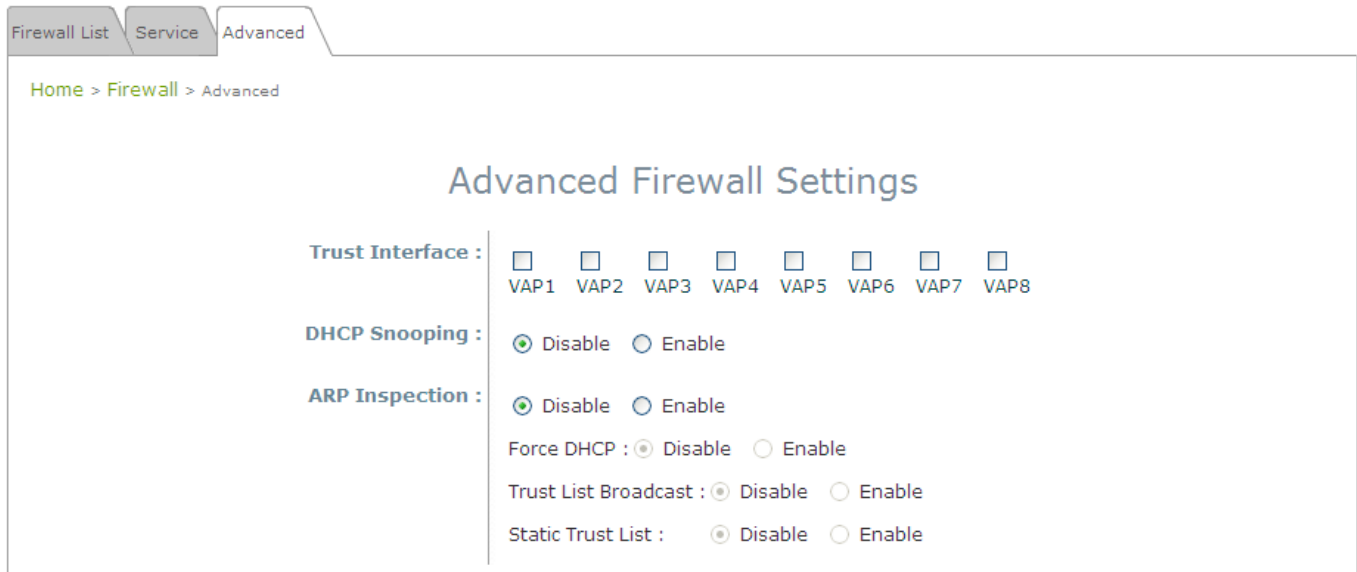 Firewall List Service Advanced
Home > Firewall > Advanced
Advanced Firewall Settings
Trust Interface :
VAP1 VAP2 VAP3 VAP4 VAP5 VAP6 VAP7 VAP8
DHCP Snooping : Disable Enable
ARP Inspection : Disable Enable
Force DHCP : Disable Enable
Trust List Broadcast : Disable Enable
Static Trust List : Disable Enable